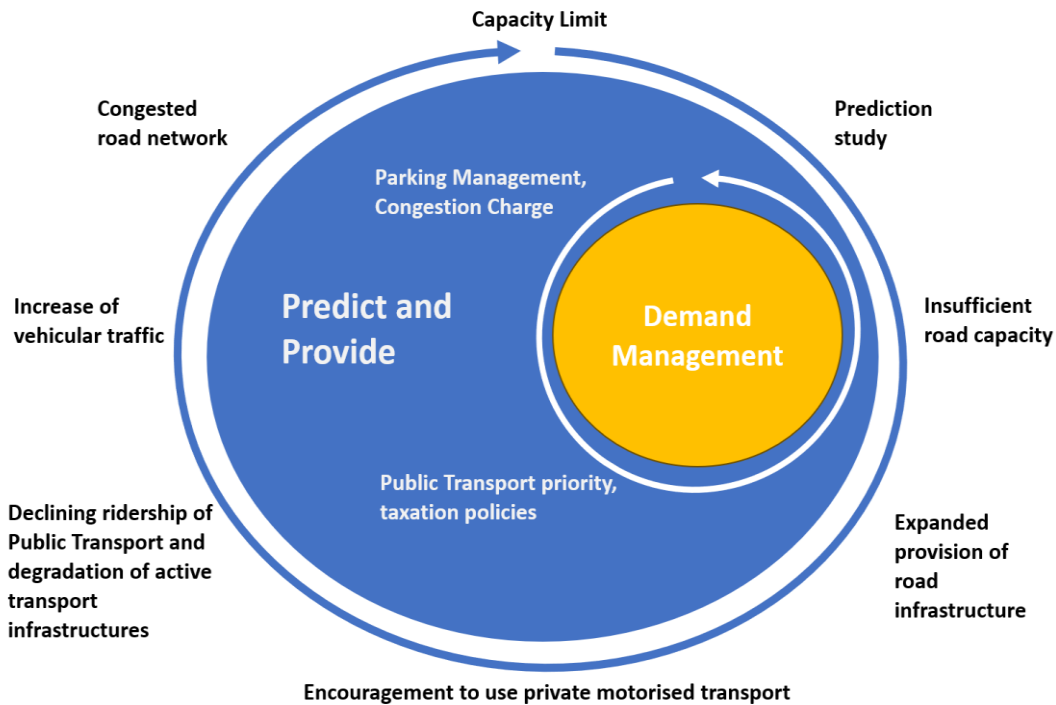 Capacity Limit
Prediction
study
Insufficient
road capacity
Expanded
provision of
road
infrastructure
Encouragement to use private motorised transport
Declining ridership of
Public Transport and
degradation of active
transport
infrastructures
Increase of
vehicular traffic
Congested
road network
Predict and
Provide
Parking Management,
Congestion Charge
Demand
Management
Public Transport priority,
taxation policies